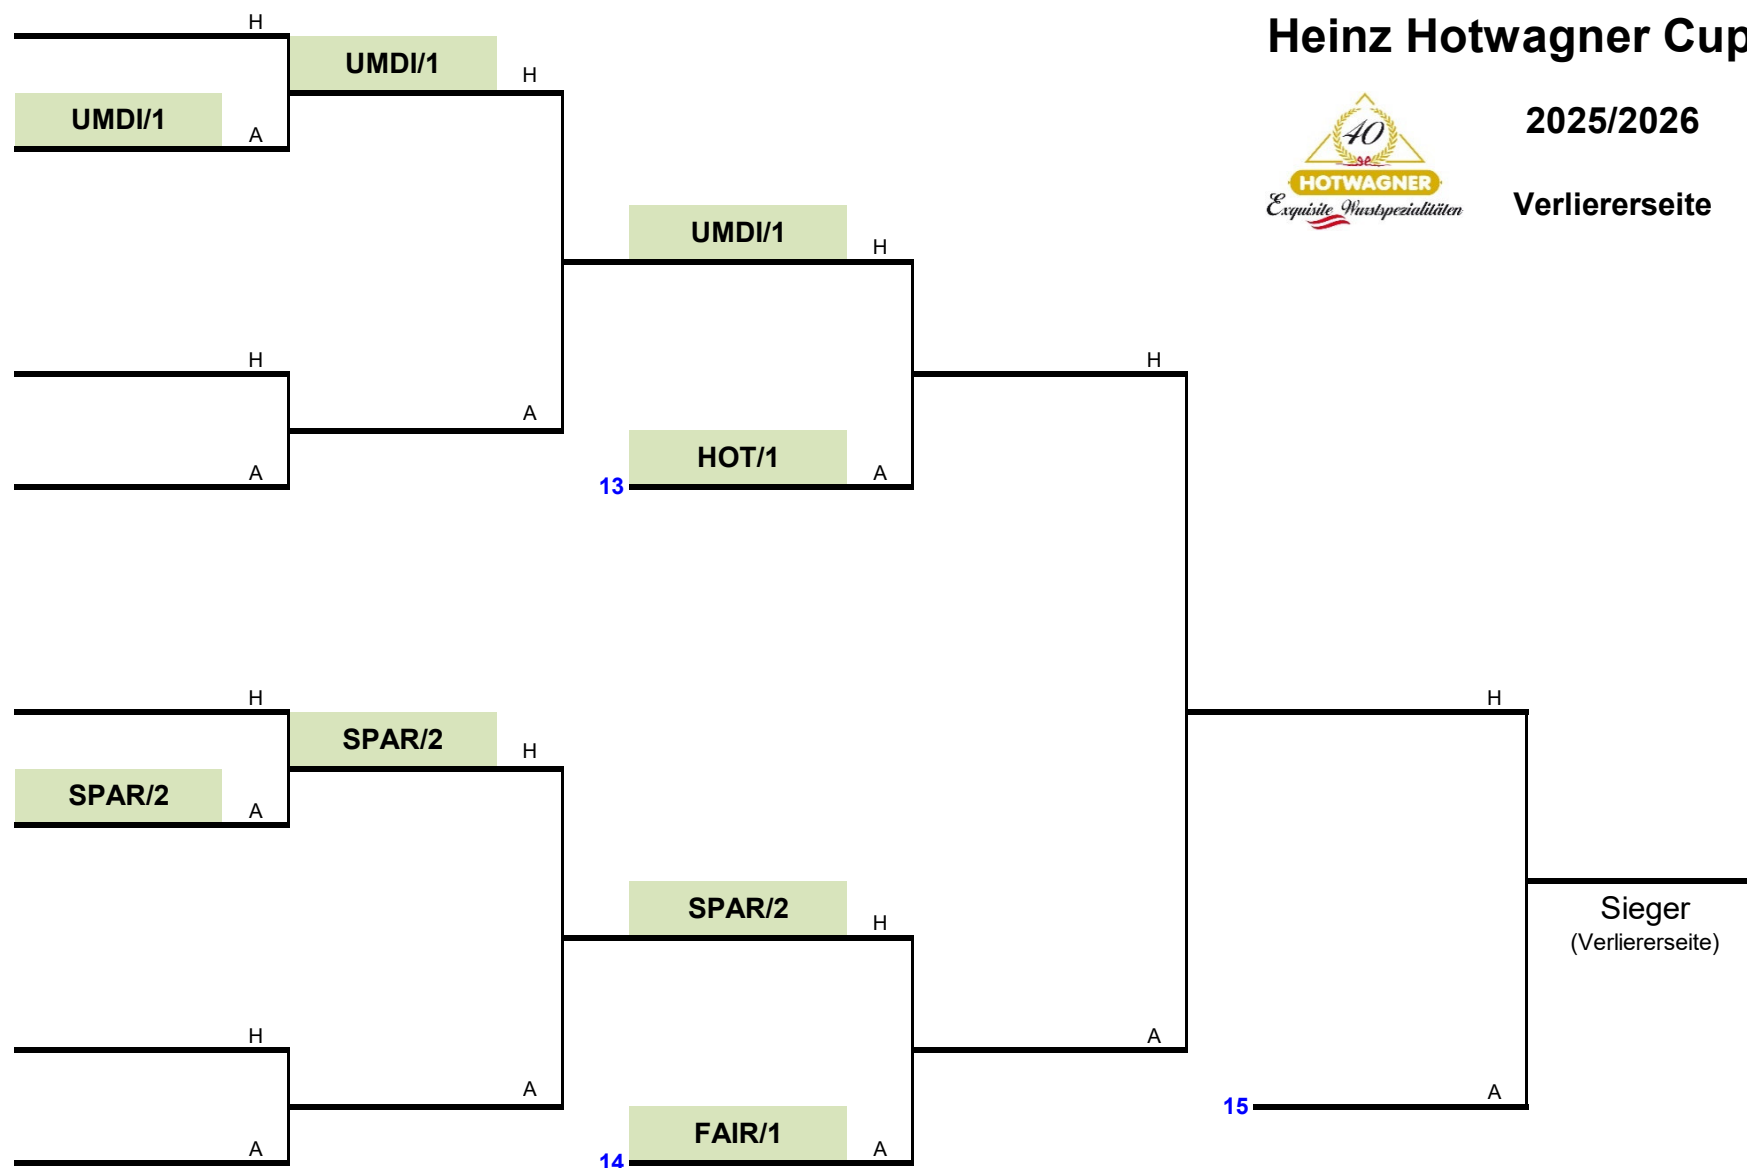 H
Heinz Hotwagner Cup
UMDI/1
H
UMDI/1
A
40
HOTWAGNER
Exquisite Wurstspezialitäten
2025/2026
Verliererseite
UMDI/1
H
H
H
A
HOT/1
A
A
13
H
H
SPAR/2
H
SPAR/2
A
SPAR/2
H
Sieger
(Verliererseite)
H
A
A
A
15
FAIR/1
A
A
14